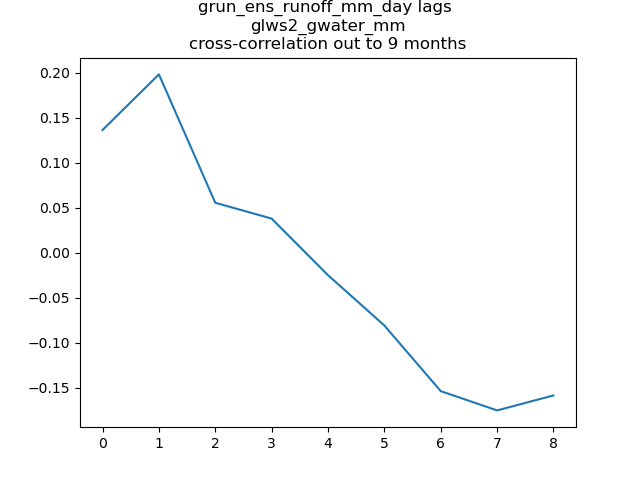 grun_ens_runoff_mm_day lags
glws2_gwater_mm
cross-correlation out to 9 months
0.20
0.15
0.10
0.05
0.00
−0.05
−0.10
−0.15
0 1 2 3 4 5 6 7 8